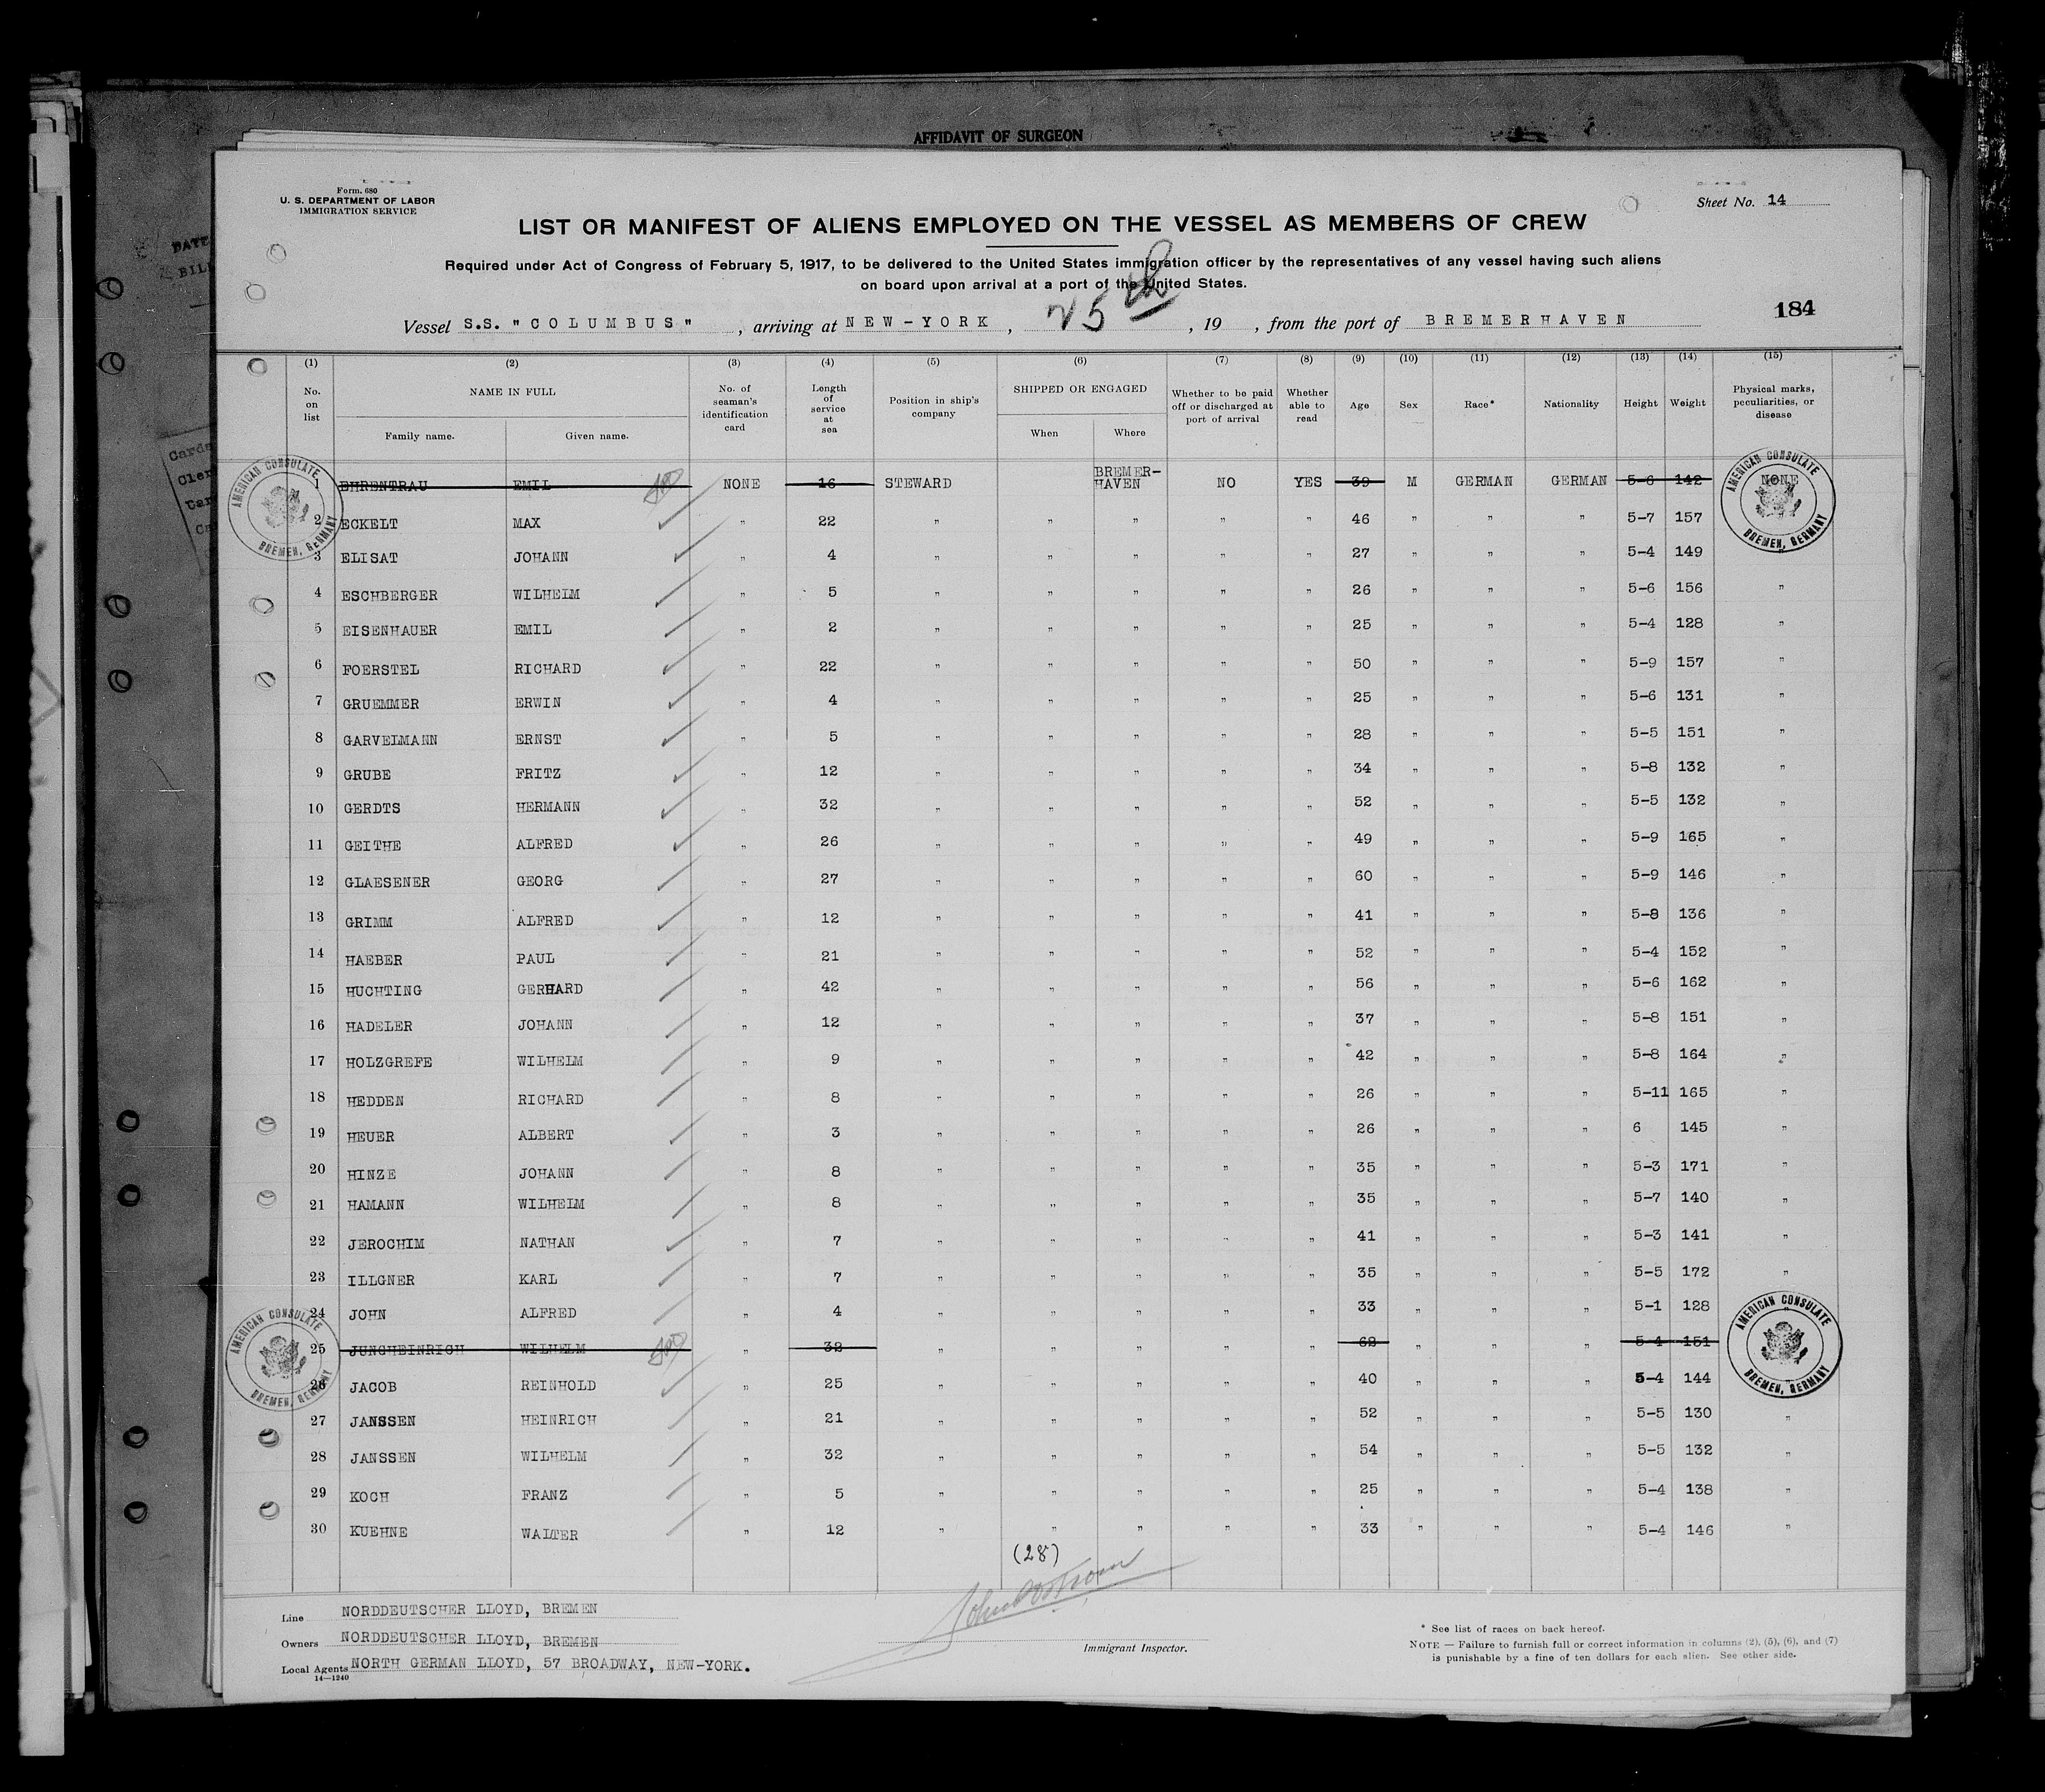 AFFIDAVIT OF SURGEON
Form. 680
U. S. DEPARTMENT OF LABOR
IMMIGRATION SERVICE
Sheet No. 14
LIST OR MANIFEST OF ALIENS EMPLOYED ON THE VESSEL AS MEMBERS OF CREW
Required under Act of Congress of February 5, 1917, to be delivered to the United States immigration officer by the representatives of any vessel having such aliens
on board upon arrival at a port of the United States.
184
Vessel S.S. "COLUMBUS" , arriving at NEW-YORK , 25th , 19 , from the port of BREMERHAVEN
(1) (2) (3) (4) (5) (6) (7) (8) (9) (10) (11) (12) (13) (14) (15)
No. on list NAME IN FULL Family name. Given name. No. of seaman's identification card Length of service at sea Position in ship's company SHIPPED OR ENGAGED When Where Whether to be paid off or discharged at port of arrival Whether able to read Age Sex Race* Nationality Height Weight Physical marks, peculiarities, or disease
AMERICAN CONSULATE BREMEN, GERMANY
AMERICAN CONSULATE BREMEN, GERMANY
1 EHRENTRAU EMIL NONE 16 STEWARD BREMER-HAVEN NO YES 39 M GERMAN GERMAN 5-6 142 NONE
2 ECKELT MAX " 22 " " " " " 46 " " " 5-7 157
3 ELISAT JOHANN " 4 " " " " " 27 " " " 5-4 149 "
4 ESCHBERGER WILHELM " 5 " " " " " 26 " " " 5-6 156 "
5 EISENHAUER EMIL " 2 " " " " " 25 " " " 5-4 128 "
6 FOERSTEL RICHARD " 22 " " " " " 50 " " " 5-9 157 "
7 GRUEMMER ERWIN " 4 " " " " " 25 " " " 5-6 131 "
8 GARVELMANN ERNST " 5 " " " " " 28 " " " 5-5 151 "
9 GRUBE FRITZ " 12 " " " " " 34 " " " 5-8 132 "
10 GERDTS HERMANN " 32 " " " " " 52 " " " 5-5 132 "
11 GEITHE ALFRED " 26 " " " " " 49 " " " 5-9 165 "
12 GLAESENER GEORG " 27 " " " " " 60 " " " 5-9 146 "
13 GRIMM ALFRED " 12 " " " " " 41 " " " 5-8 136 "
14 HAEBER PAUL " 21 " " " " " 52 " " " 5-4 152 "
15 HUCHTING GERHARD " 42 " " " " " 56 " " " 5-6 162 "
16 HADELER JOHANN " 12 " " " " " 37 " " " 5-8 151 "
17 HOLZGREFE WILHELM " 9 " " " " " 42 " " " 5-8 164 "
18 HEDDEN RICHARD " 8 " " " " " 26 " " " 5-11 165 "
19 HEUER ALBERT " 3 " " " " " 26 " " " 6 145 "
20 HINZE JOHANN " 8 " " " " " 35 " " " 5-3 171 "
21 HAMANN WILHELM " 8 " " " " " 35 " " " 5-7 140 "
22 JEROCHIM NATHAN " 7 " " " " " 41 " " " 5-3 141 "
23 ILLGNER KARL " 7 " " " " " 35 " " " 5-5 172 "
24 JOHN ALFRED " 4 " " " " " 33 " " " 5-1 128 "
AMERICAN CONSULATE BREMEN, GERMANY
AMERICAN CONSULATE BREMEN, GERMANY
25 JUNGHEINRICH WILHELM " 32 " " " " " 62 " " " 5-4 151
26 JACOB REINHOLD " 25 " " " " " 40 " " " 5-4 144
27 JANSSEN HEINRICH " 21 " " " " " 52 " " " 5-5 130 "
28 JANSSEN WILHELM " 32 " " " " " 54 " " " 5-5 132 "
29 KOCH FRANZ " 5 " " " " " 25 " " " 5-4 138 "
30 KUEHNE WALTER " 12 " " " " " 33 " " " 5-4 146 "
(28)
Line NORDDEUTSCHER LLOYD, BREMEN
Owners NORDDEUTSCHER LLOYD, BREMEN
Local Agents NORTH GERMAN LLOYD, 57 BROADWAY, NEW-YORK.
14—1240
Immigrant Inspector.
* See list of races on back hereof.
NOTE — Failure to furnish full or correct information in columns (2), (5), (6), and (7)
is punishable by a fine of ten dollars for each alien. See other side.